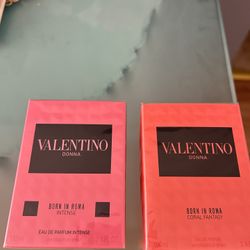 VALENTINO
DONNA
BORN IN ROMA
INTENSE
EAU DE PARFUM INTENSE
VALENTINO
DONNA
BORN IN ROMA
CORAL FANTASY